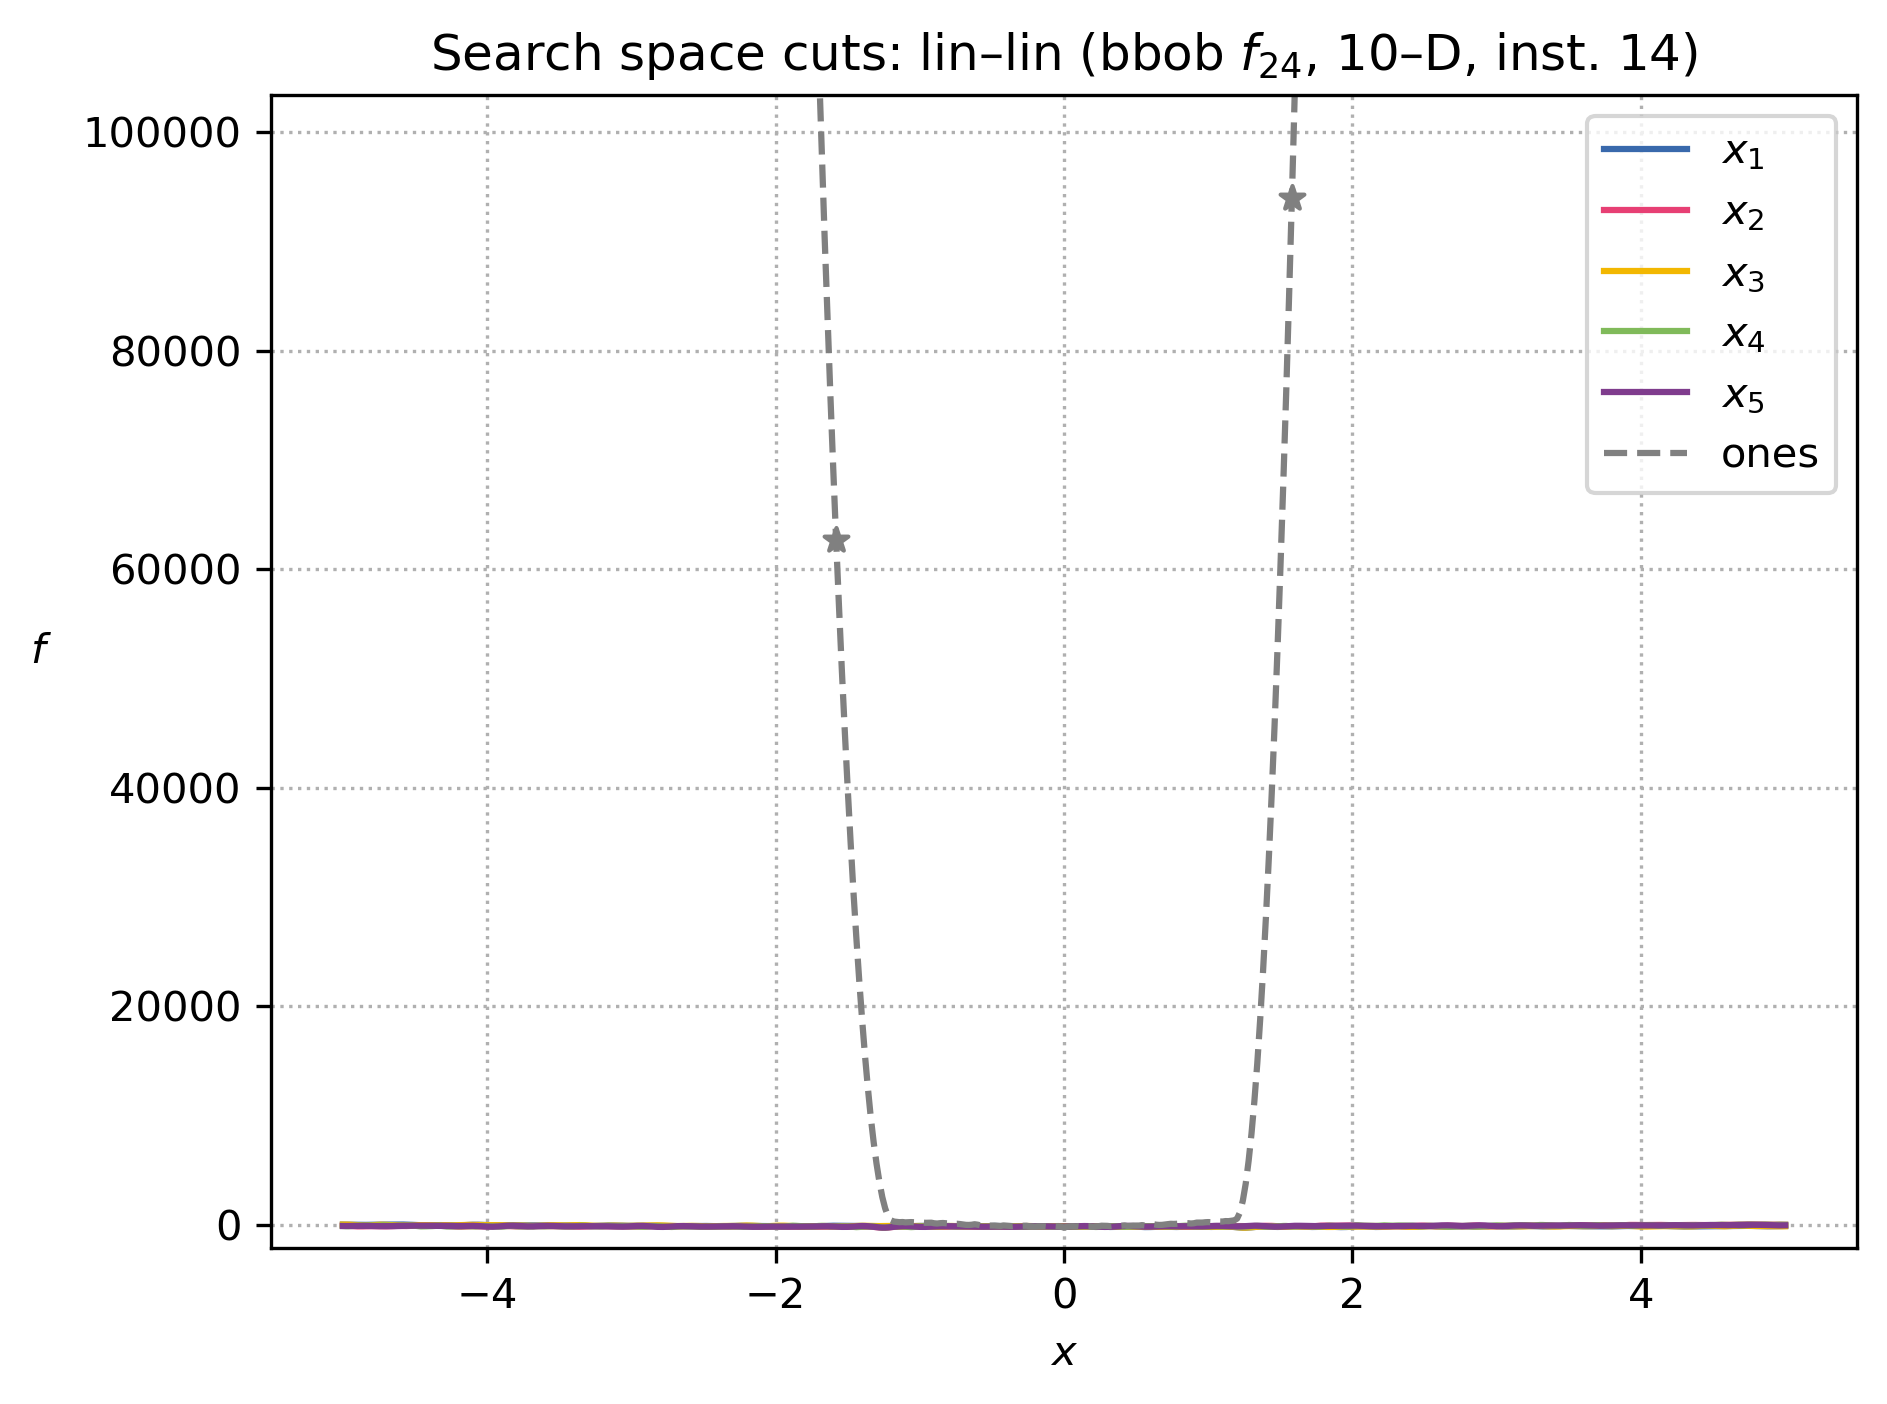 Search space cuts: lin–lin (bbob f₂₄, 10–D, inst. 14)
100000
80000
60000
40000
20000
0
f
−4
−2
0
2
4
x
x₁
x₂
x₃
x₄
x₅
ones